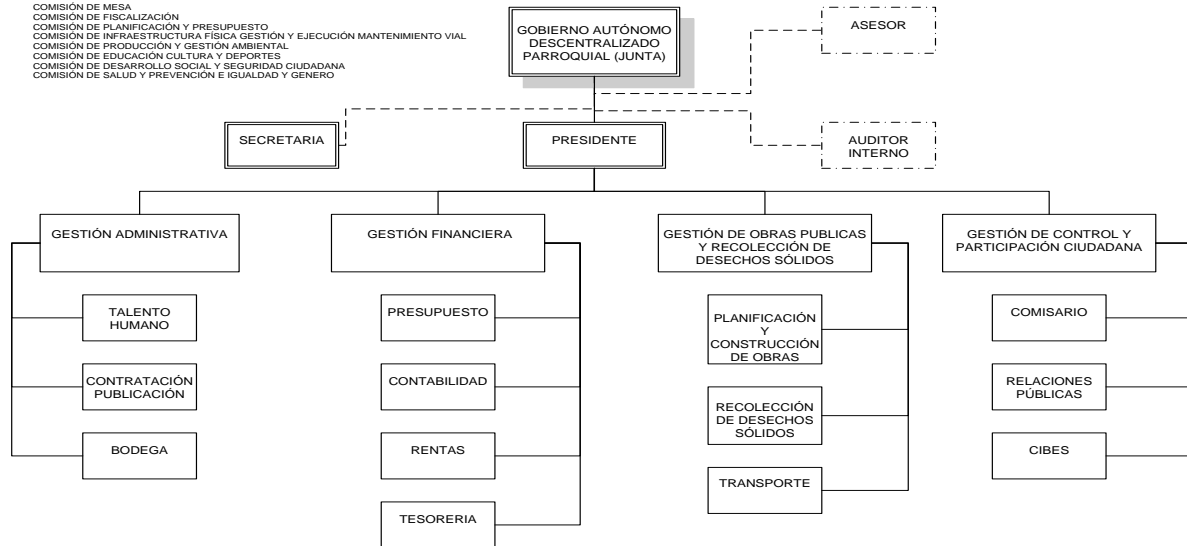 COMISIÓN DE MESA
COMISIÓN DE FISCALIZACIÓN
COMISIÓN DE PLANIFICACIÓN Y PRESUPUESTO
COMISIÓN DE INFRAESTRUCTURA FÍSICA GESTIÓN Y EJECUCIÓN MANTENIMIENTO VIAL
COMISIÓN DE PRODUCCIÓN Y GESTIÓN AMBIENTAL
COMISIÓN DE EDUCACIÓN CULTURA Y DEPORTES
COMISIÓN DE DESARROLLO SOCIAL Y SEGURIDAD CIUDADANA
COMISIÓN DE SALUD Y PREVENCIÓN E IGUALDAD Y GENERO
GOBIERNO AUTÓNOMO
DESCENTRALIZADO
PARROQUIAL (JUNTA)
ASESOR
SECRETARIA
PRESIDENTE
AUDITOR
INTERNO
GESTIÓN ADMINISTRATIVA
GESTIÓN FINANCIERA
GESTIÓN DE OBRAS PUBLICAS
Y RECOLECCIÓN DE
DESECHOS SÓLIDOS
GESTIÓN DE CONTROL Y
PARTICIPACIÓN CIUDADANA
TALENTO
HUMANO
CONTRATACIÓN
PUBLICACIÓN
BODEGA
PRESUPUESTO
CONTABILIDAD
RENTAS
TESORERIA
PLANIFICACIÓN
Y
CONSTRUCCIÓN
DE OBRAS
RECOLECCIÓN
DE DESECHOS
SÓLIDOS
TRANSPORTE
COMISARIO
RELACIONES
PÚBLICAS
CIBES